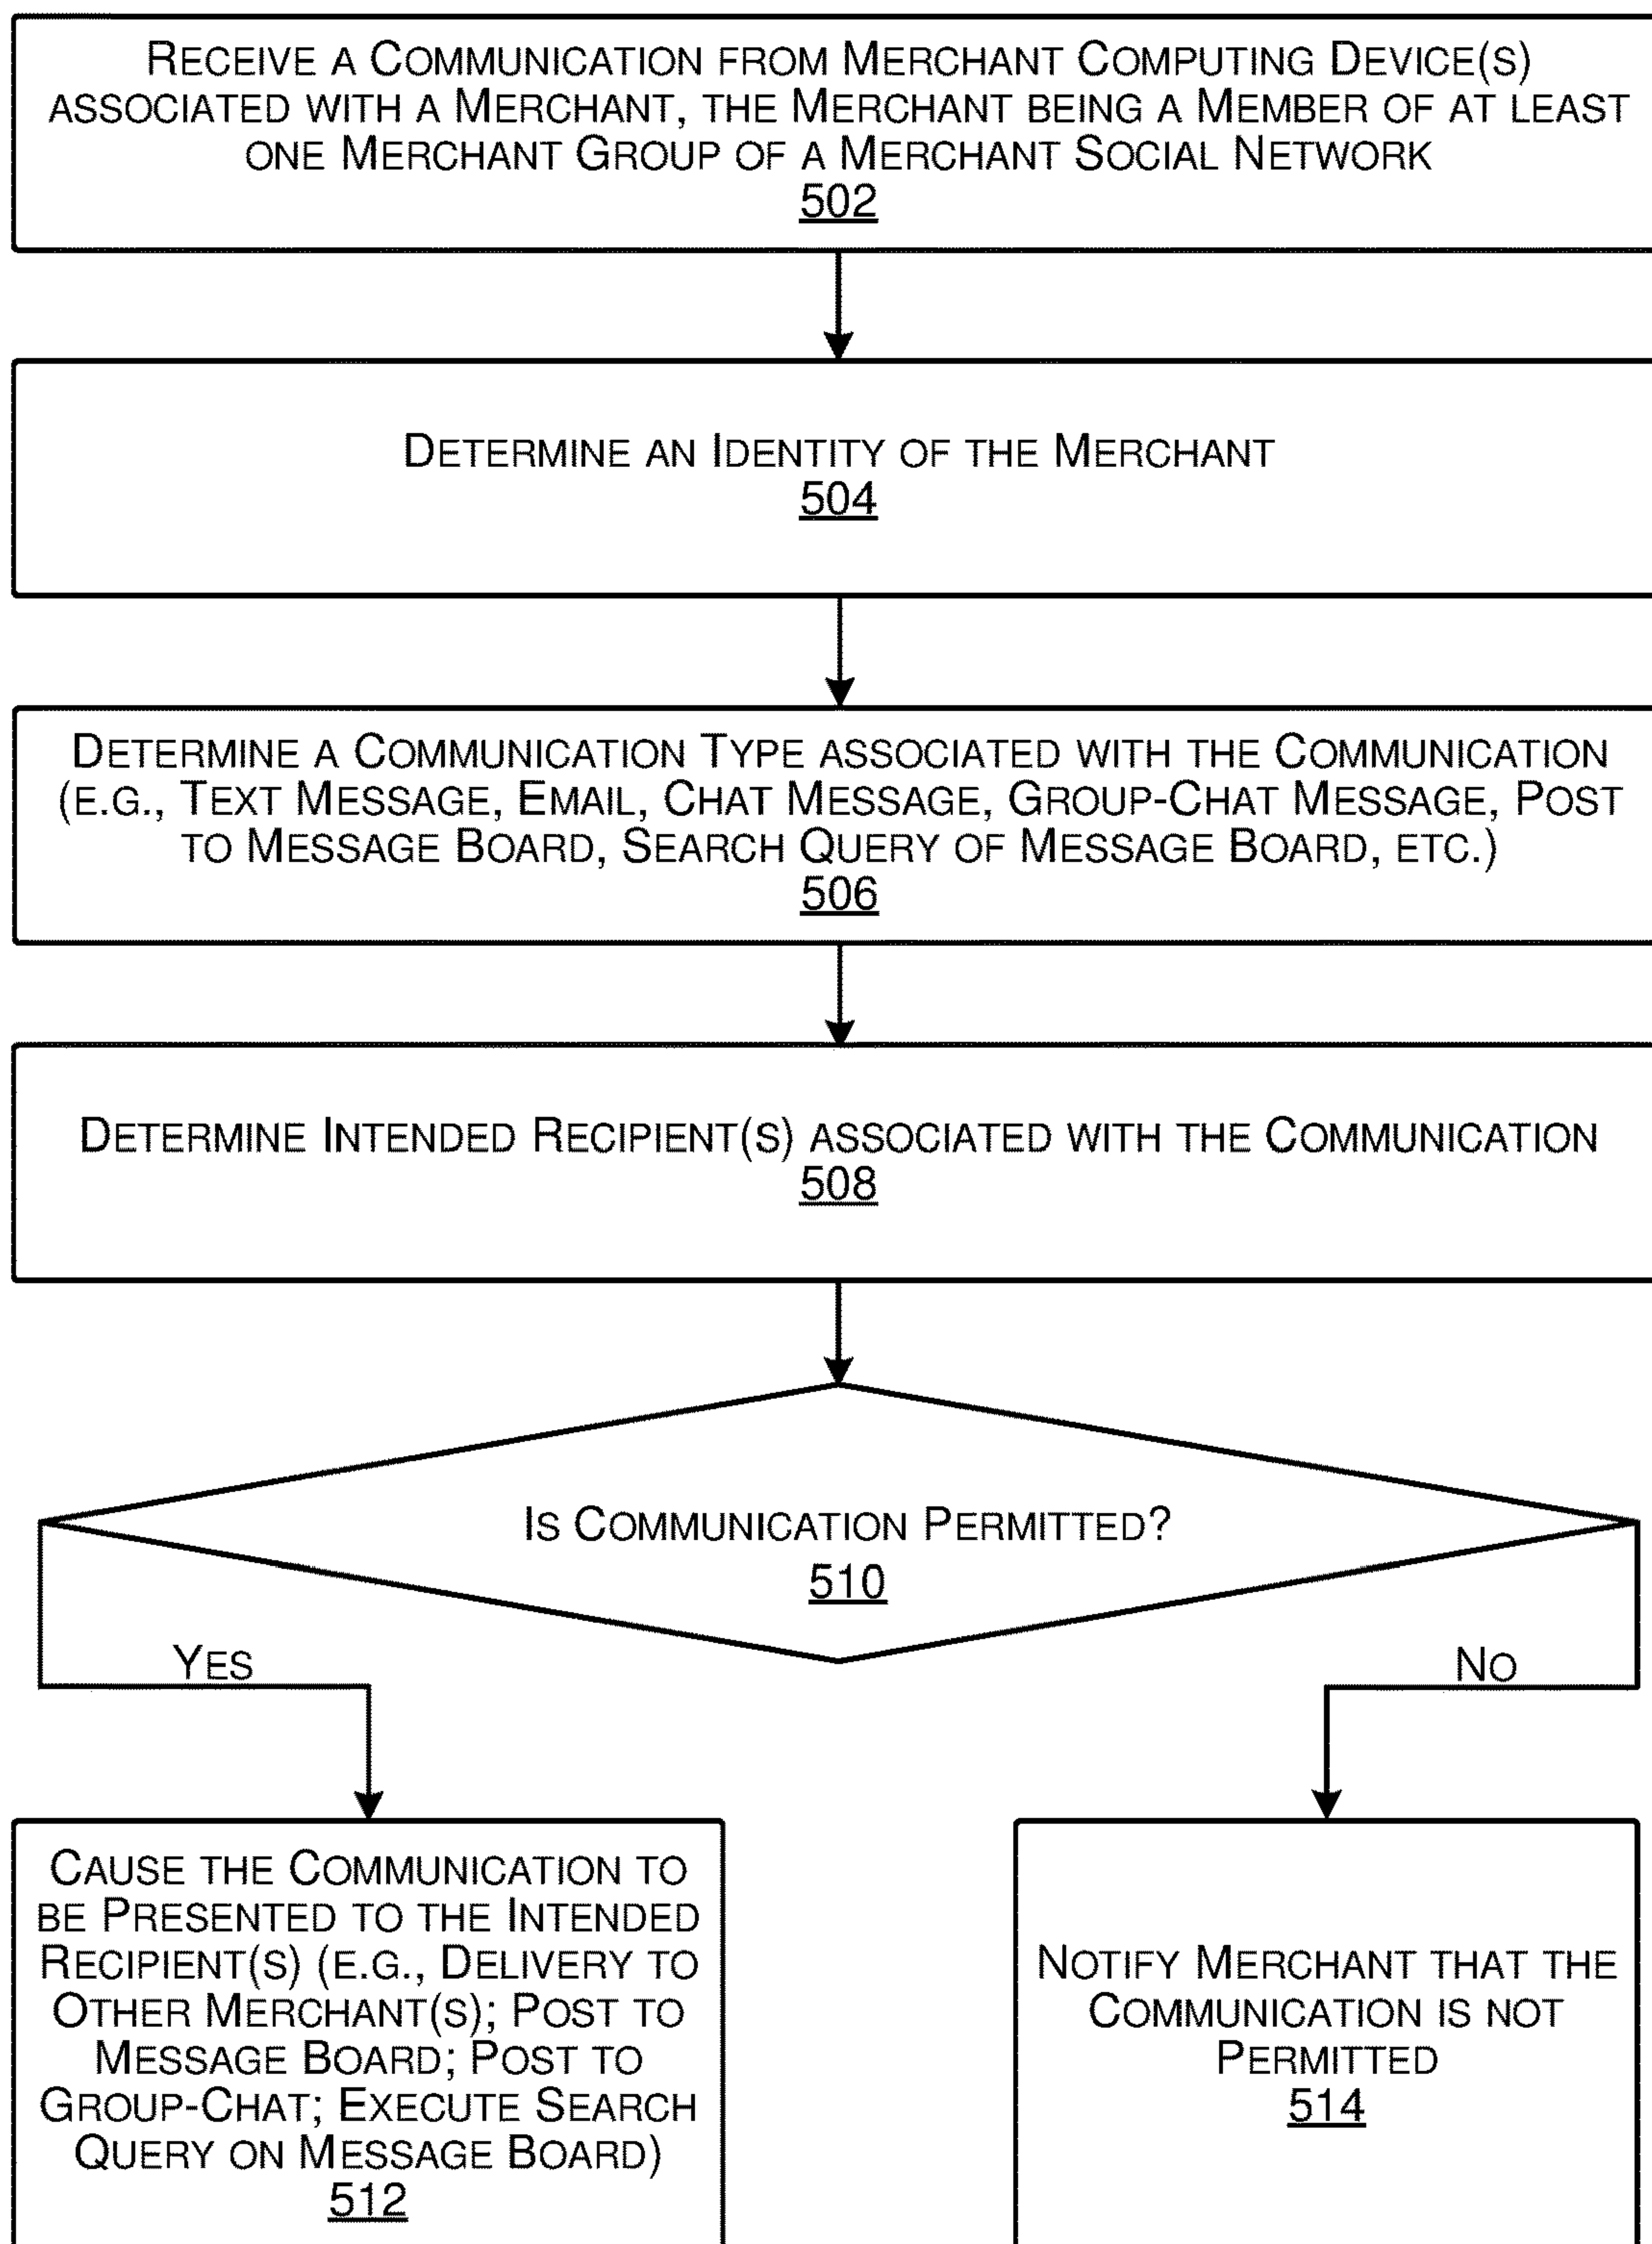 RECEIVE A COMMUNICATION FROM MERCHANT COMPUTING DEVICE(S)
ASSOCIATED WITH A MERCHANT, THE MERCHANT BEING A MEMBER OF AT LEAST
ONE MERCHANT GROUP OF A MERCHANT SOCIAL NETWORK
502
DETERMINE AN IDENTITY OF THE MERCHANT
504
DETERMINE A COMMUNICATION TYPE ASSOCIATED WITH THE COMMUNICATION
(E.G., TEXT MESSAGE, EMAIL, CHAT MESSAGE, GROUP-CHAT MESSAGE, POST
TO MESSAGE BOARD, SEARCH QUERY OF MESSAGE BOARD, ETC.)
506
DETERMINE INTENDED RECIPIENT(S) ASSOCIATED WITH THE COMMUNICATION
508
IS COMMUNICATION PERMITTED?
510
YES
NO
CAUSE THE COMMUNICATION TO
BE PRESENTED TO THE INTENDED
RECIPIENT(S) (E.G., DELIVERY TO
OTHER MERCHANT(S); POST TO
MESSAGE BOARD; POST TO
GROUP-CHAT; EXECUTE SEARCH
QUERY ON MESSAGE BOARD)
512
NOTIFY MERCHANT THAT THE
COMMUNICATION IS NOT
PERMITTED
514